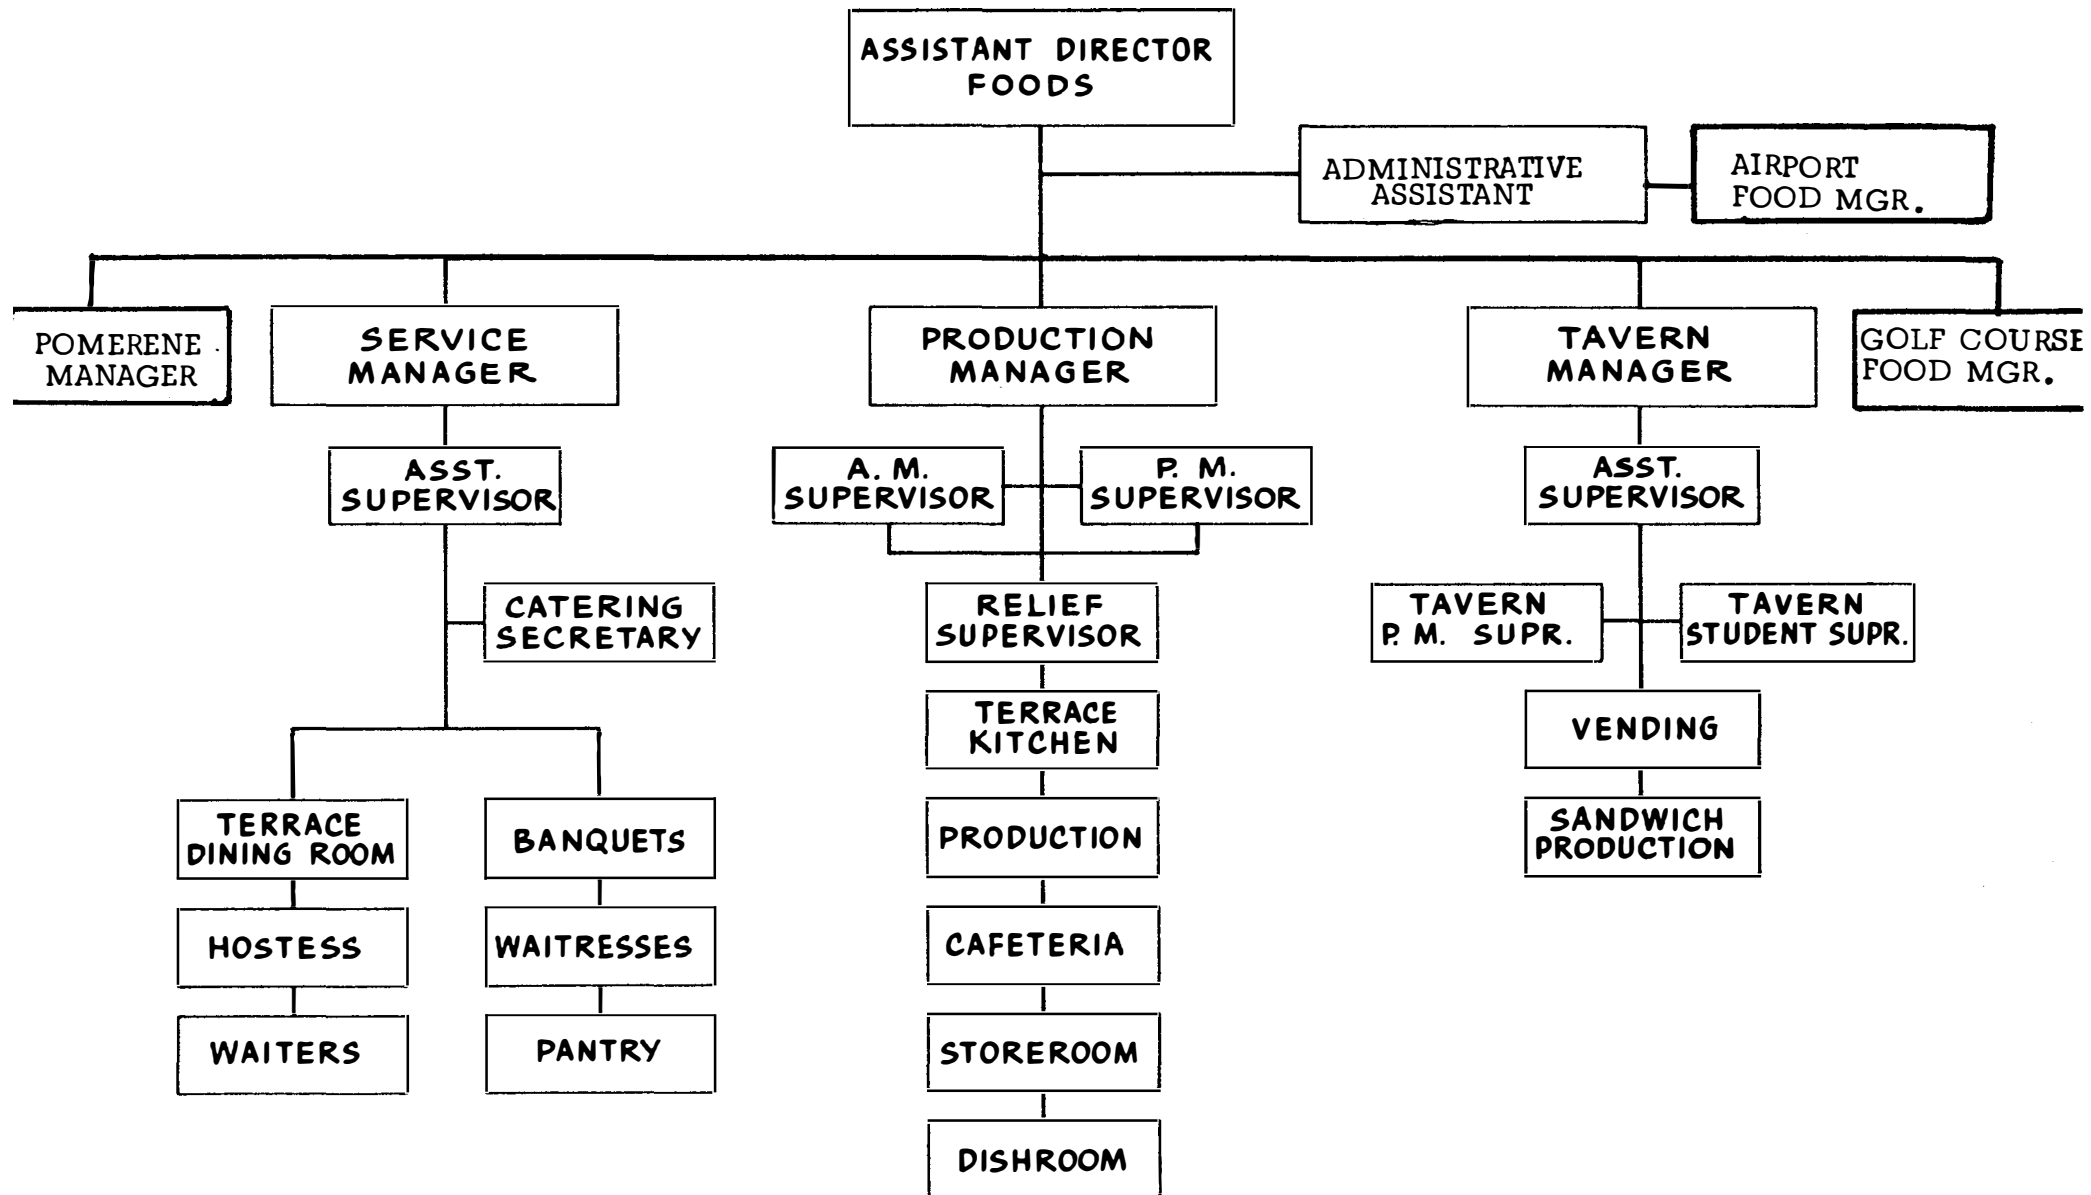 ASSISTANT DIRECTOR
FOODS
ADMINISTRATIVE
ASSISTANT
AIRPORT
FOOD MGR.
POMERENE
MANAGER
SERVICE
MANAGER
PRODUCTION
MANAGER
TAVERN
MANAGER
GOLF COURSE
FOOD MGR.
ASST.
SUPERVISOR
A. M.
SUPERVISOR
P. M.
SUPERVISOR
ASST.
SUPERVISOR
CATERING
SECRETARY
RELIEF
SUPERVISOR
TAVERN
P. M. SUPR.
TAVERN
STUDENT SUPR.
TERRACE
KITCHEN
VENDING
TERRACE
DINING ROOM
BANQUETS
PRODUCTION
SANDWICH
PRODUCTION
HOSTESS
WAITRESSES
CAFETERIA
WAITERS
PANTRY
STOREROOM
DISHROOM